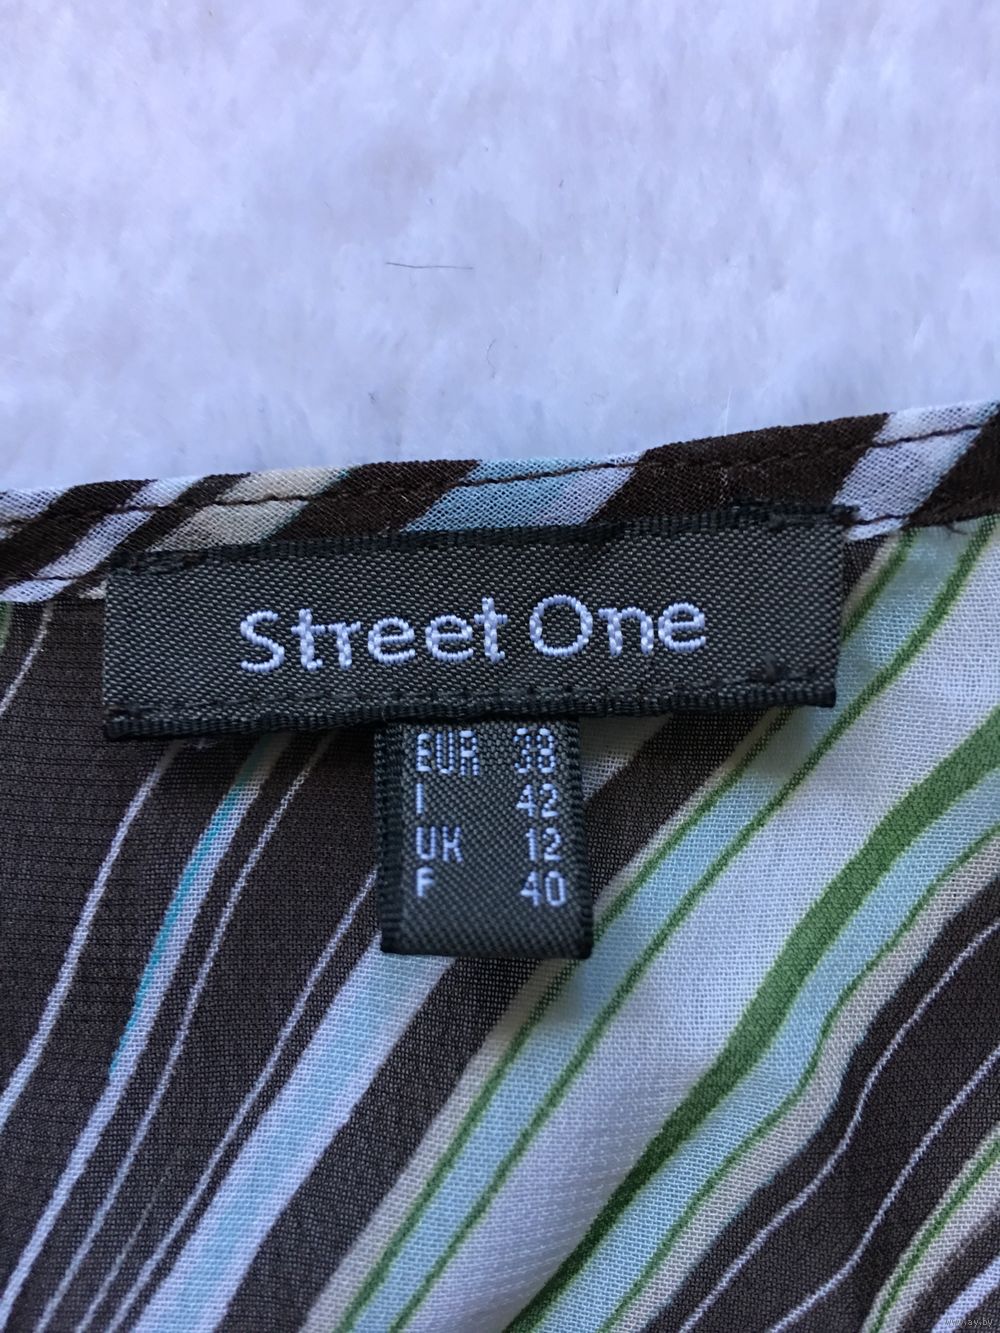 Street One
EUR 38
I 42
UK 12
F 40